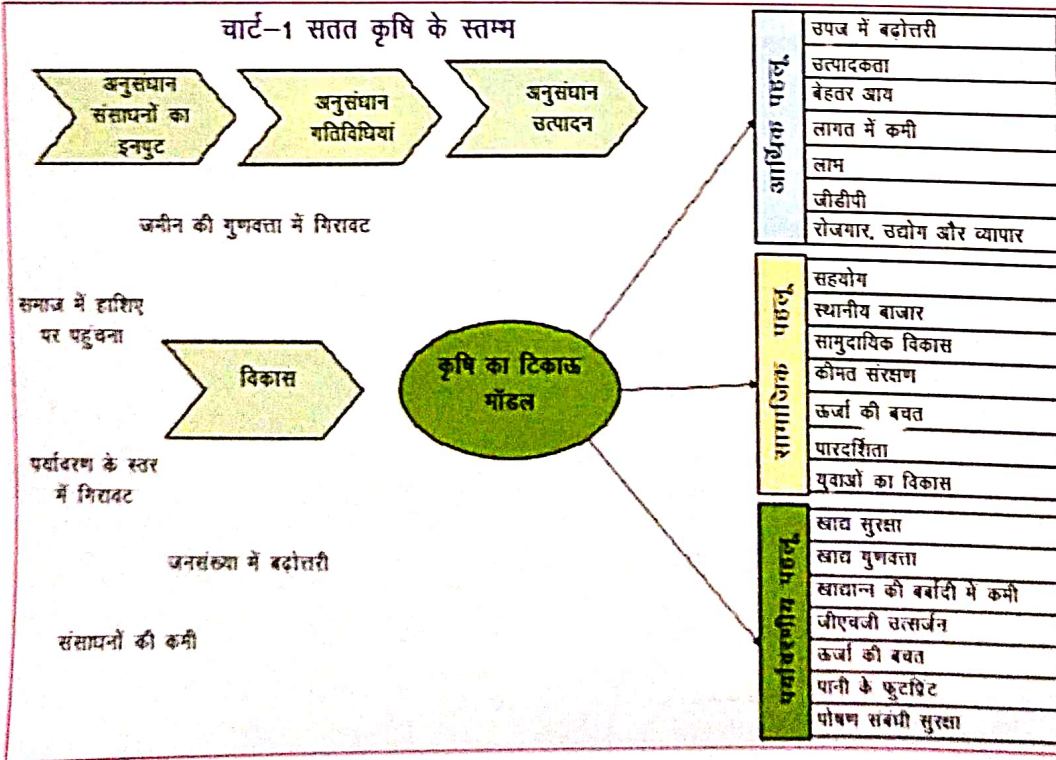 चार्ट–1 सतत कृषि के स्तम्भ
अनुसंधान
संसाधनों का
इनपुट
अनुसंधान
गतिविधियां
अनुसंधान
उत्पादन
जमीन की गुणवत्ता में गिरावट
समाज में हाशिए
पर पहुंचना
विकास
कृषि का टिकाऊ
मॉडल
पर्यावरण के स्तर
में गिरावट
जनसंख्या में बढ़ोत्तरी
संसाधनों की कमी
आर्थिक पहलू
उपज में बढ़ोत्तरी
उत्पादकता
बेहतर आय
लागत में कमी
लाभ
जीडीपी
रोजगार, उद्योग और व्यापार
सामाजिक पहलू
सहयोग
स्थानीय बाजार
सामुदायिक विकास
कीमत संरक्षण
ऊर्जा की बचत
पारदर्शिता
युवाओं का विकास
पर्यावरणीय पहलू
खाद्य सुरक्षा
खाद्य गुणवत्ता
खाद्यान्न की बर्बादी में कमी
जीएचजी उत्सर्जन
ऊर्जा की बचत
पानी के फुटप्रिंट
पोषण संबंधी सुरक्षा